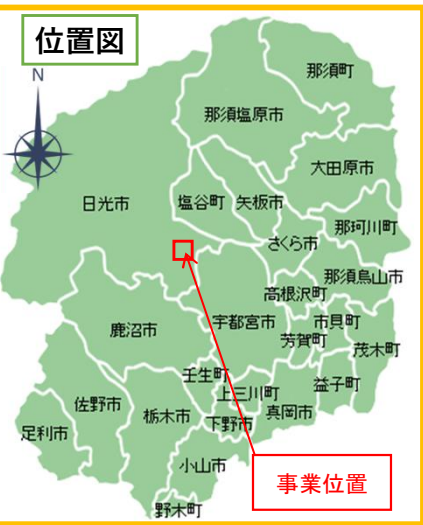 位置図
N
那須町
那須塩原市
大田原市
日光市
塩谷町
矢板市
那珂川町
さくら市
那須烏山市
高根沢町
鹿沼市
宇都宮市
市貝町
芳賀町
茂木町
壬生町
上三川町
益子町
佐野市
栃木市
下野市
真岡市
足利市
小山市
事業位置
野木町